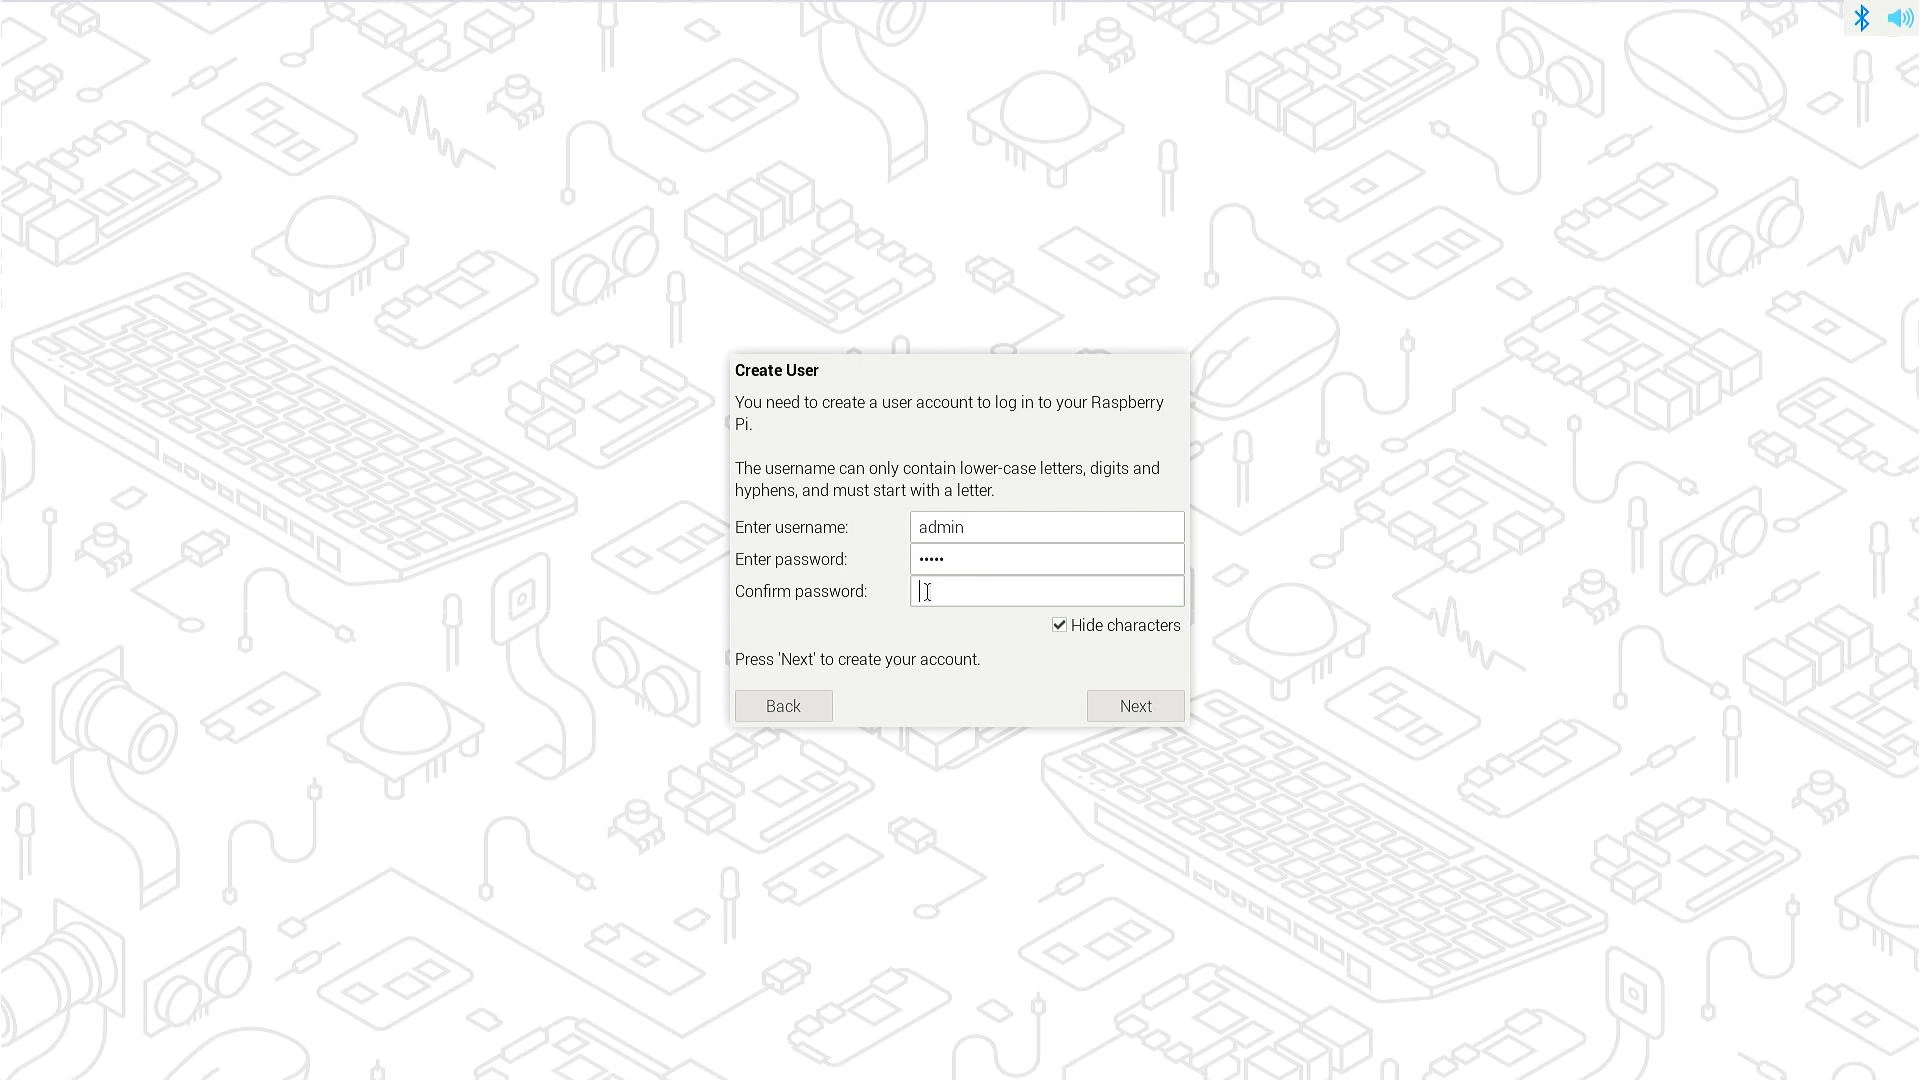 Create User
You need to create a user account to log in to your Raspberry
Pi.
The username can only contain lower-case letters, digits and
hyphens, and must start with a letter.
Enter username: admin
Enter password: •••••
Confirm password:
Hide characters
Press 'Next' to create your account.
Back Next